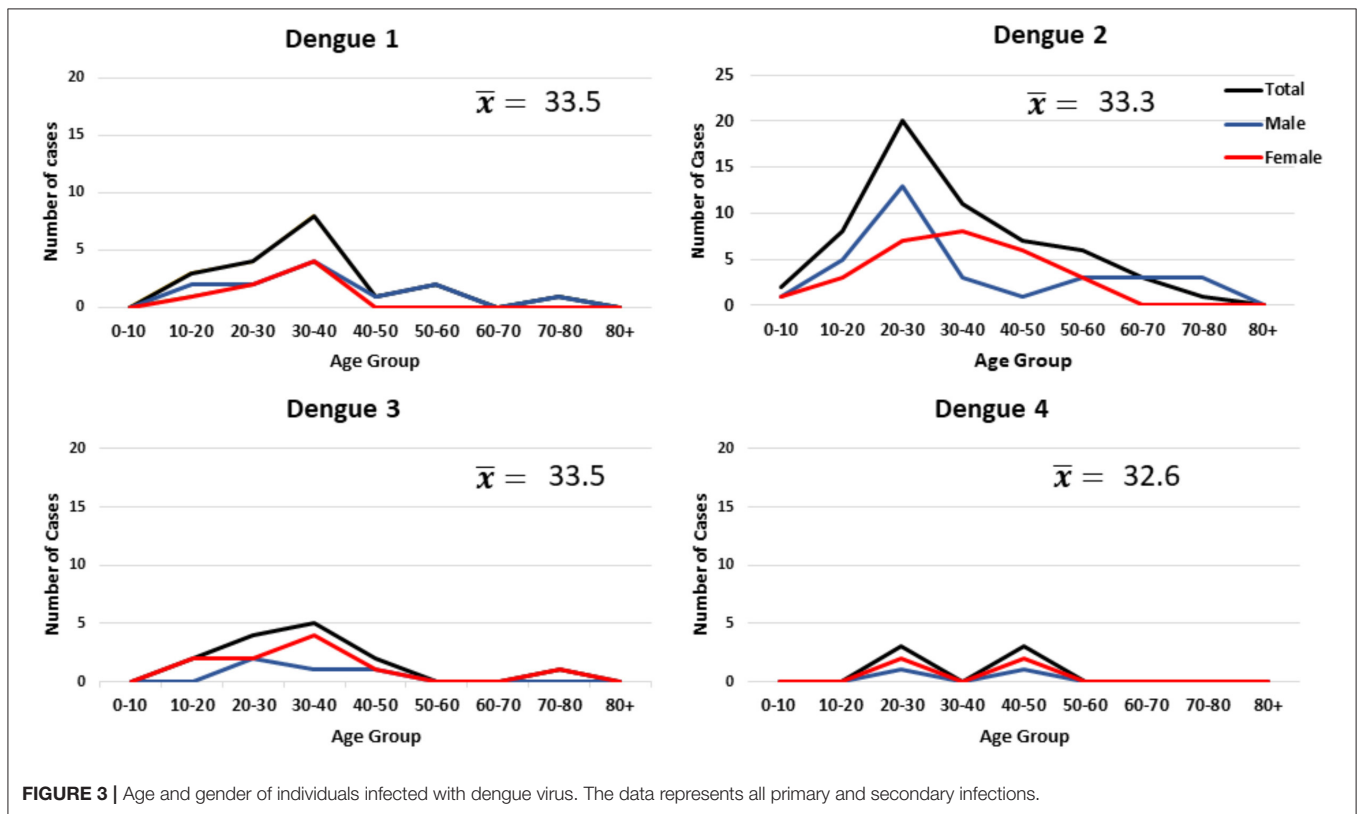 Dengue 1
x̄ = 33.5
Number of cases
20
15
10
5
0
0-10 10-20 20-30 30-40 40-50 50-60 60-70 70-80 80+
Age Group
Dengue 2
x̄ = 33.3
Total
Male
Female
Number of Cases
25
20
15
10
5
0
0-10 10-20 20-30 30-40 40-50 50-60 60-70 70-80 80+
Age Group
Dengue 3
x̄ = 33.5
Number of Cases
20
15
10
5
0
0-10 10-20 20-30 30-40 40-50 50-60 60-70 70-80 80+
Age Group
Dengue 4
x̄ = 32.6
Number of Cases
20
15
10
5
0
0-10 10-20 20-30 30-40 40-50 50-60 60-70 70-80 80+
Age Group
FIGURE 3 | Age and gender of individuals infected with dengue virus. The data represents all primary and secondary infections.